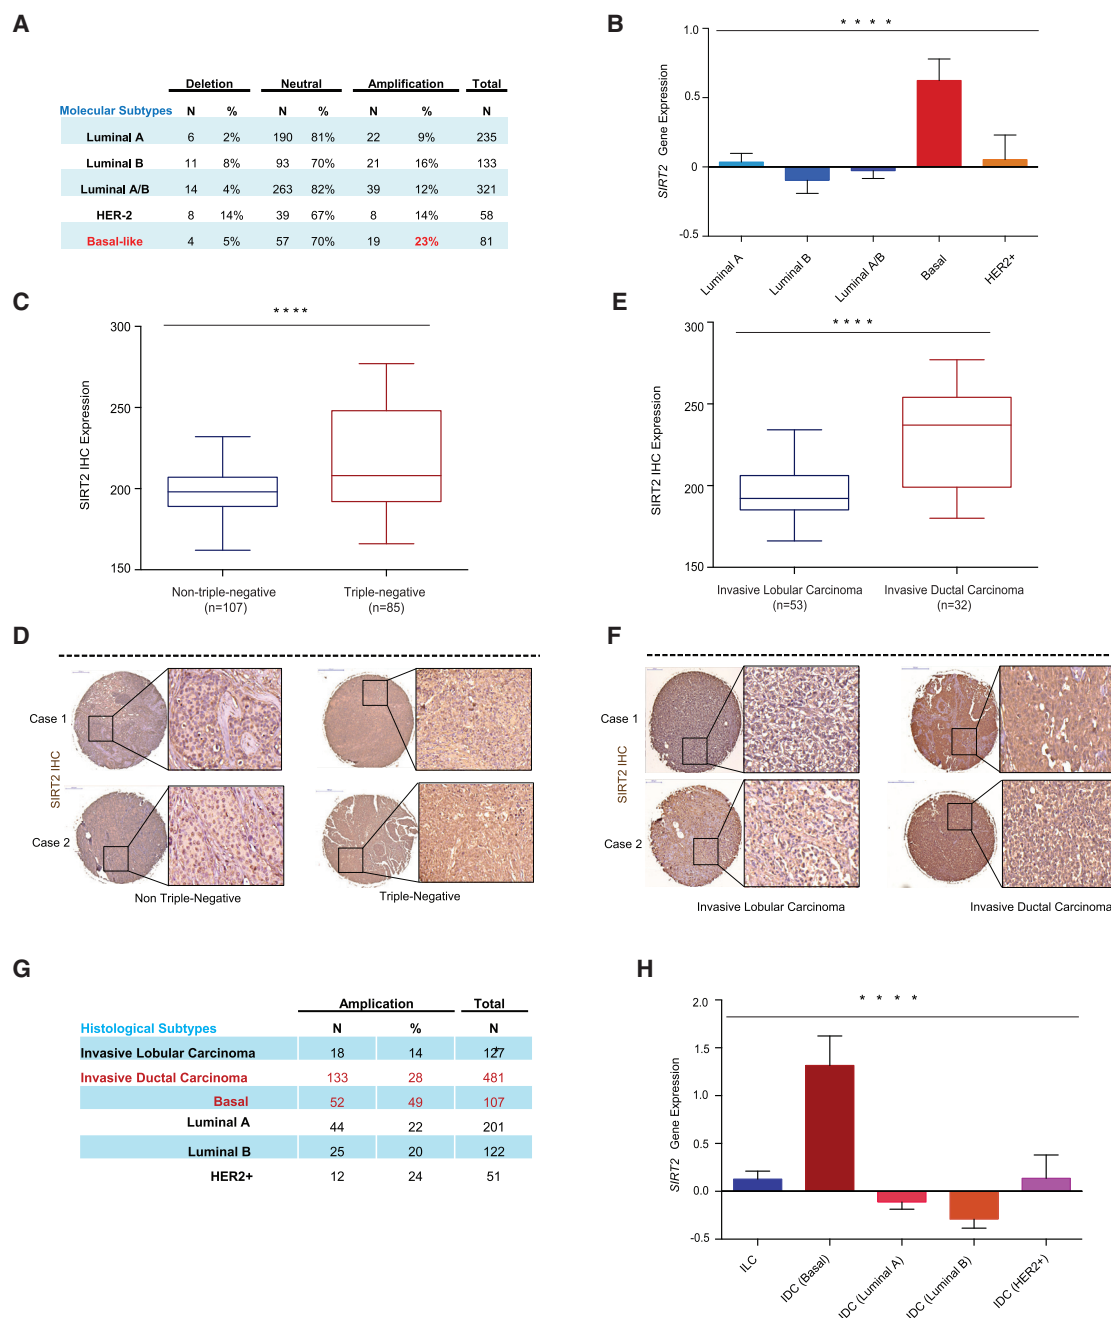 A
Deletion Neutral Amplification Total
Molecular Subtypes N % N % N % N
Luminal A 6 2% 190 81% 22 9% 235
Luminal B 11 8% 93 70% 21 16% 133
Luminal A/B 14 4% 263 82% 39 12% 321
HER-2 8 14% 39 67% 8 14% 58
Basal-like 4 5% 57 70% 19 23% 81
B
* * * *
SIRT2 Gene Expression
1.0
0.5
0
-0.5
Luminal A
Luminal B
Luminal A/B
Basal
HER2+
C
****
SIRT2 IHC Expression
300
250
200
150
Non-triple-negative
(n=107)
Triple-negative
(n=85)
E
****
SIRT2 IHC Expression
300
250
200
150
Invasive Lobular Carcinoma
(n=53)
Invasive Ductal Carcinoma
(n=32)
D
SIRT2 IHC
Case 1
Case 2
Non Triple-Negative
Triple-Negative
F
SIRT2 IHC
Case 1
Case 2
Invasive Lobular Carcinoma
Invasive Ductal Carcinoma
G
Amplication Total
Histological Subtypes N % N
Invasive Lobular Carcinoma 18 14 127
Invasive Ductal Carcinoma 133 28 481
Basal 52 49 107
Luminal A 44 22 201
Luminal B 25 20 122
HER2+ 12 24 51
H
* * * *
SIRT2 Gene Expression
2.0
1.5
1.0
0.5
0.0
-0.5
ILC
IDC (Basal)
IDC (Luminal A)
IDC (Luminal B)
IDC (HER2+)